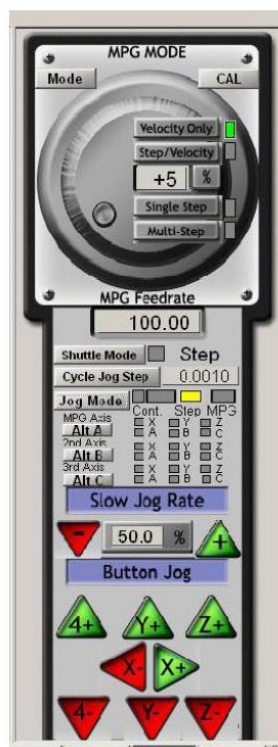 MPG MODE
Mode CAL
Velocity Only
Step/Velocity
+5 %
Single Step
Multi-Step
MPG Feedrate
100.00
Shuttle Mode Step
Cycle Jog Step 0.0010
Jog Mode
Cont. Step MPG
MPG Axis X Y Z
Alt A A B C
2nd Axis X Y Z
Alt B A B C
3rd Axis X Y Z
Alt C A B C
Slow Jog Rate
- 50.0 % +
Button Jog
4+ Y+ Z+
X- X+
4- Y- Z-